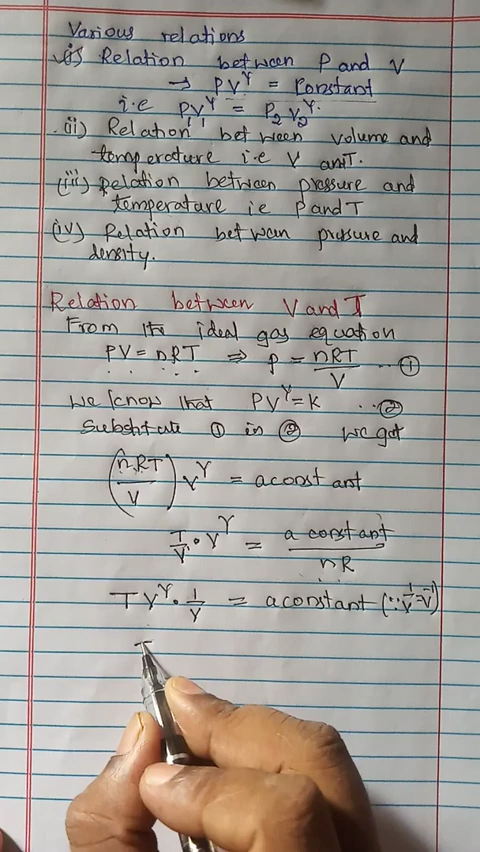 Various relations
(i) Relation between P and V
→ PV^γ = Constant
i.e P₁V₁^γ = P₂V₂^γ.
(ii) Relation between volume and
temperature i.e V and T.
(iii) Relation between pressure and
temperature i.e P and T
(iv) Relation between pressure and
density.
Relation between V and T
From the ideal gas equation
PV = nRT ⇒ P = nRT/V ...①
We know that PV^γ = K ...②
Substitute ① in ② we get
(nRT/V) V^γ = a constant
T/V · V^γ = a constant/nR
T V^γ · 1/V = a constant (∵ 1/V = V⁻¹)